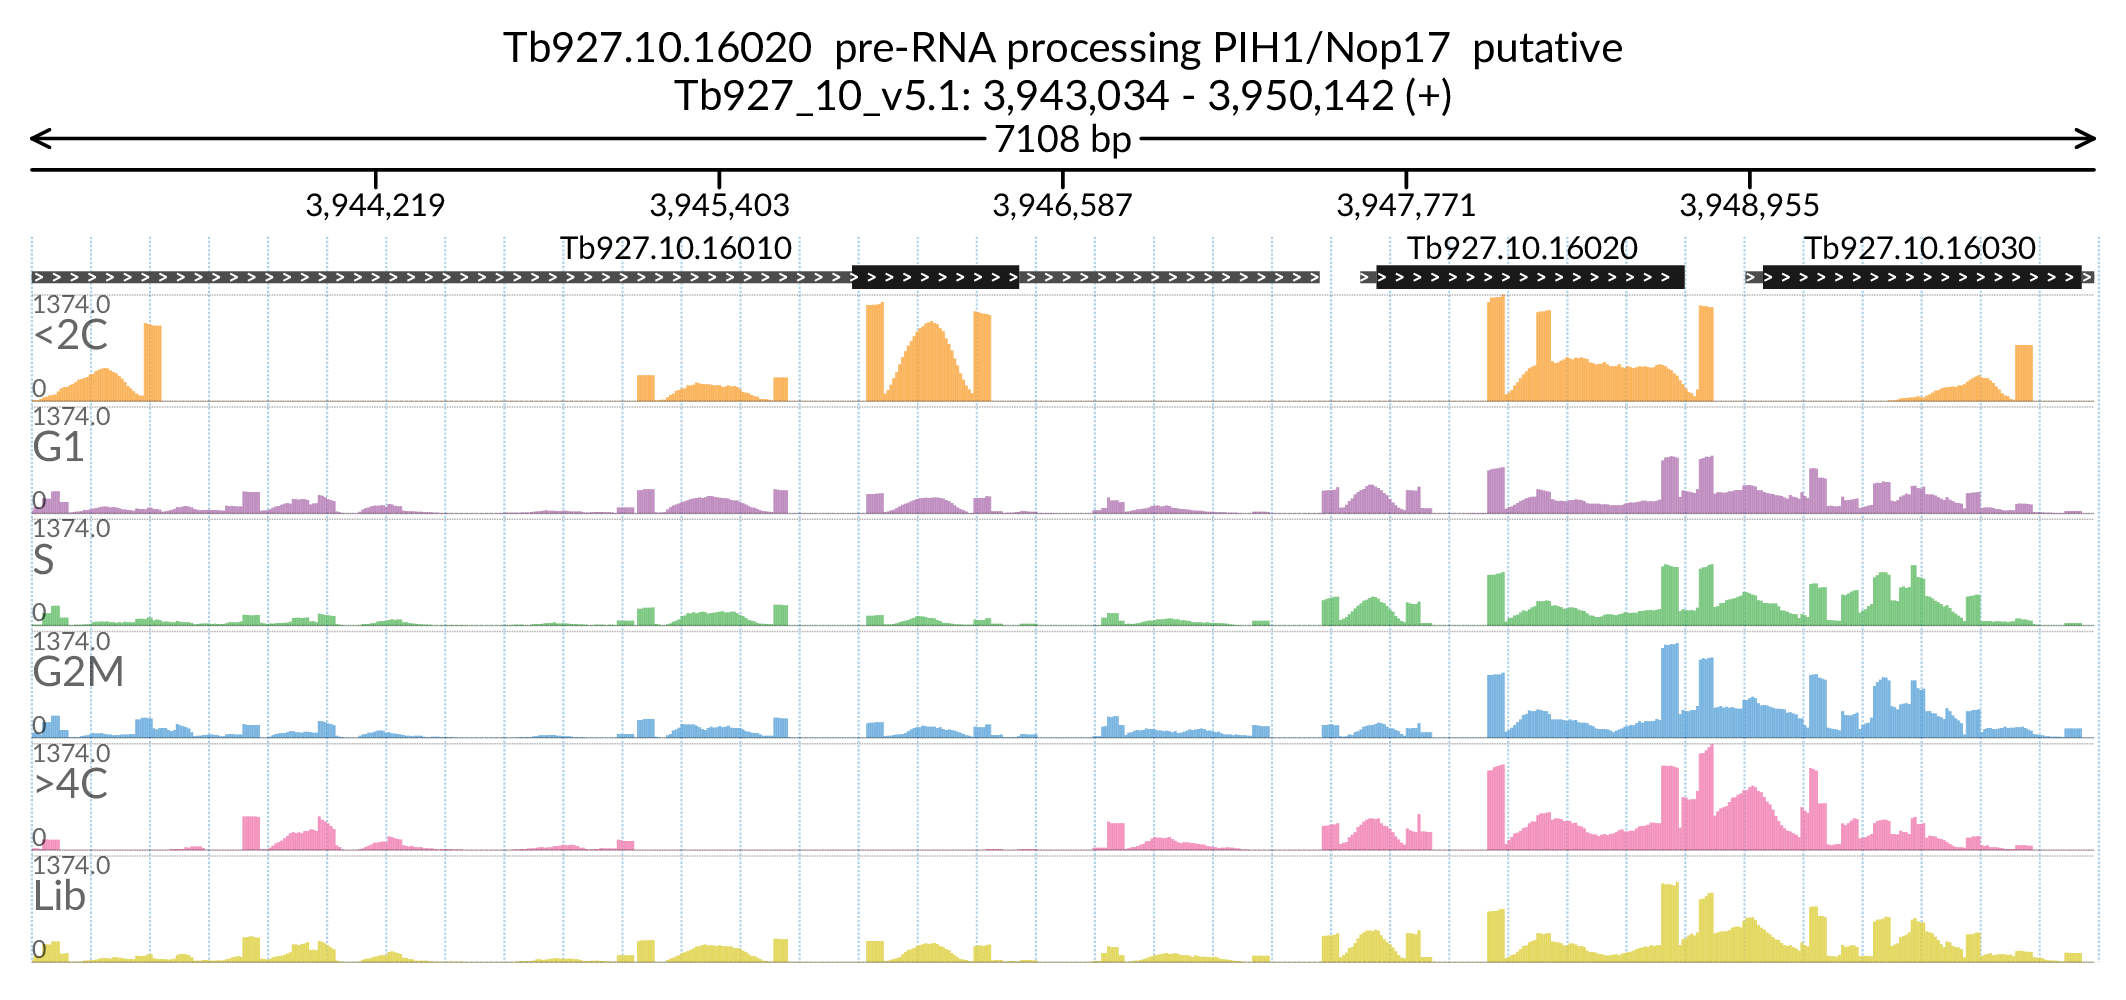 Tb927.10.16020  pre-RNA processing PIH1/Nop17  putative
Tb927_10_v5.1: 3,943,034 - 3,950,142 (+)
7108 bp
3,944,219 3,945,403 3,946,587 3,947,771 3,948,955
Tb927.10.16010 Tb927.10.16020 Tb927.10.16030
1374.0
<2C
0
1374.0
G1
0
1374.0
S
0
1374.0
G2M
0
1374.0
>4C
0
1374.0
Lib
0